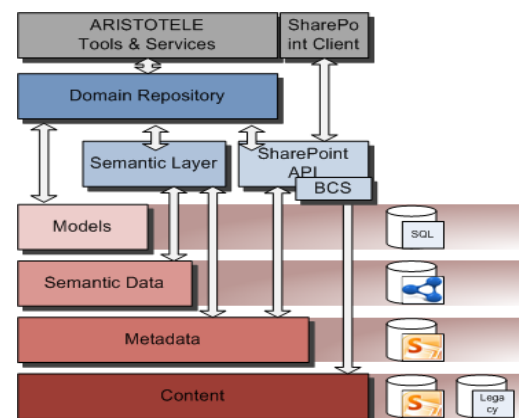 ARISTOTELE
Tools & Services
SharePo
int Client
Domain Repository
Semantic Layer
SharePoint
API
BCS
Models
SQL
Semantic Data
Metadata
S
Content
S
Lega
cy